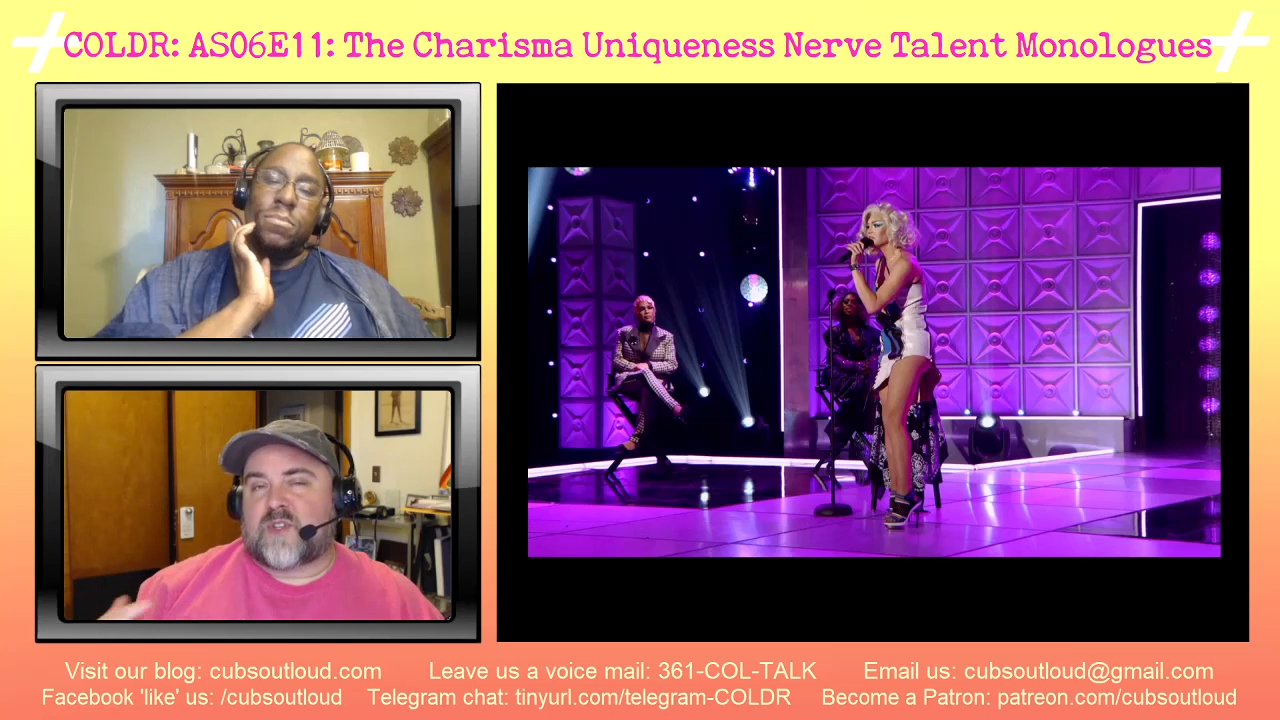 COLDR: AS06E11: The Charisma Uniqueness Nerve Talent Monologues
Visit our blog: cubsoutloud.com Leave us a voice mail: 361-COL-TALK Email us: cubsoutloud@gmail.com
Facebook 'like' us: /cubsoutloud Telegram chat: tinyurl.com/telegram-COLDR Become a Patron: patreon.com/cubsoutloud